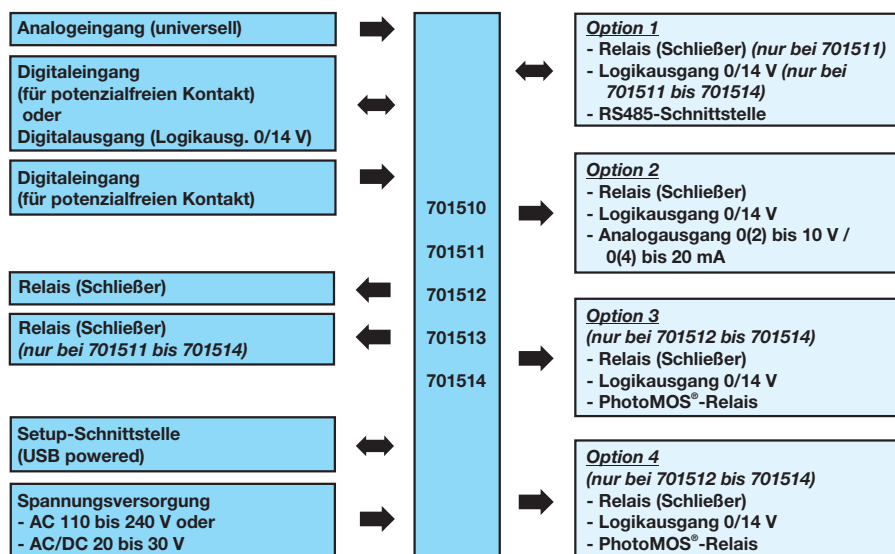 Analogeingang (universell)
Digitaleingang
(für potenzialfreien Kontakt)
oder
Digitalausgang (Logikausg. 0/14 V)
Digitaleingang
(für potenzialfreien Kontakt)
Relais (Schließer)
Relais (Schließer)
(nur bei 701511 bis 701514)
Setup-Schnittstelle
(USB powered)
Spannungsversorgung
- AC 110 bis 240 V oder
- AC/DC 20 bis 30 V
701510
701511
701512
701513
701514
Option 1
- Relais (Schließer) (nur bei 701511)
- Logikausgang 0/14 V (nur bei
701511 bis 701514)
- RS485-Schnittstelle
Option 2
- Relais (Schließer)
- Logikausgang 0/14 V
- Analogausgang 0(2) bis 10 V /
0(4) bis 20 mA
Option 3
(nur bei 701512 bis 701514)
- Relais (Schließer)
- Logikausgang 0/14 V
- PhotoMOS®-Relais
Option 4
(nur bei 701512 bis 701514)
- Relais (Schließer)
- Logikausgang 0/14 V
- PhotoMOS®-Relais